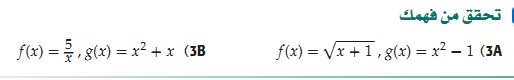 تحقق من فهمك
f(x) = √x + 1 , g(x) = x² − 1 (3A
f(x) = 5/x , g(x) = x² + x (3B